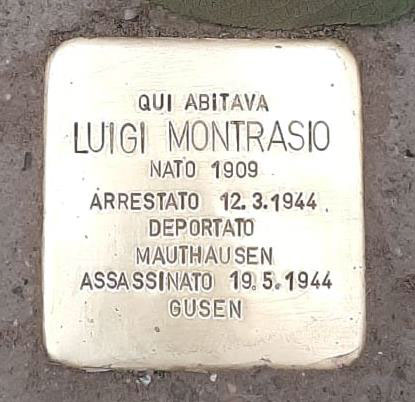 QUI ABITAVA
LUIGI MONTRASIO
NATO 1909
ARRESTATO 12.3.1944
DEPORTATO
MAUTHAUSEN
ASSASSINATO 19.5.1944
GUSEN